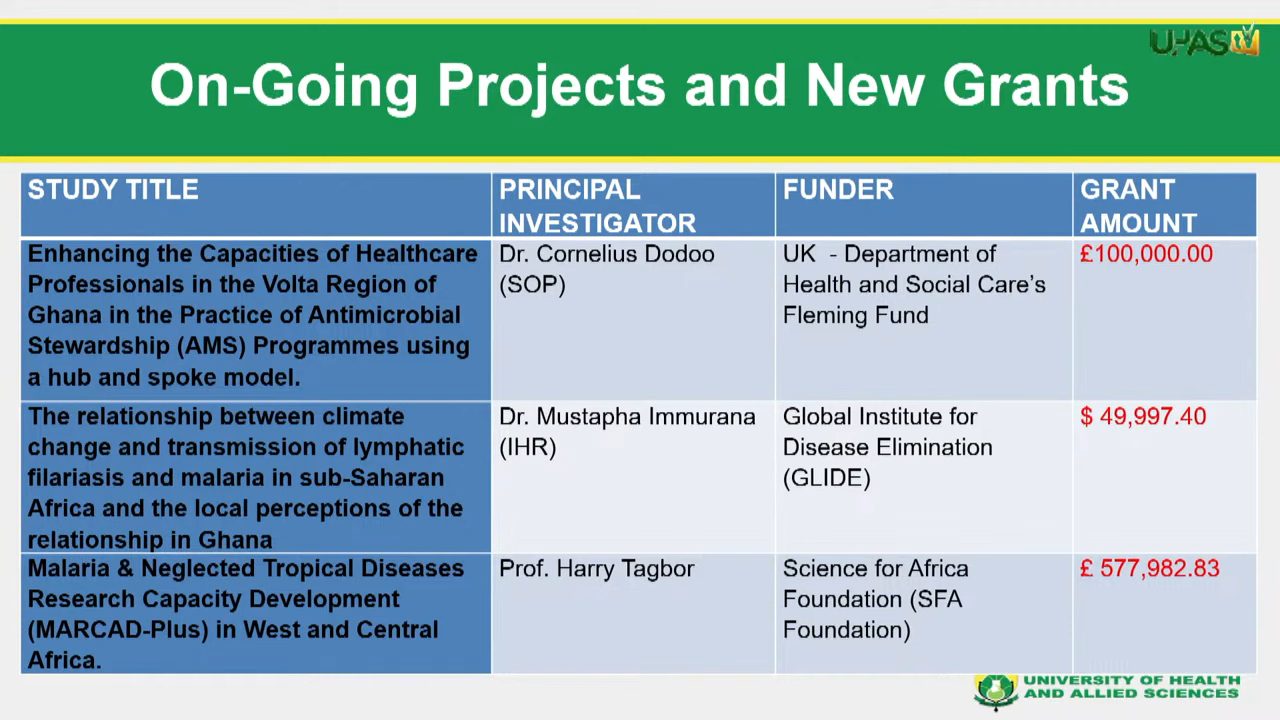 UHAS TV
On-Going Projects and New Grants
STUDY TITLE
PRINCIPAL
INVESTIGATOR
FUNDER
GRANT
AMOUNT
Enhancing the Capacities of Healthcare
Professionals in the Volta Region of
Ghana in the Practice of Antimicrobial
Stewardship (AMS) Programmes using
a hub and spoke model.
Dr. Cornelius Dodoo
(SOP)
UK - Department of
Health and Social Care’s
Fleming Fund
£100,000.00
The relationship between climate
change and transmission of lymphatic
filariasis and malaria in sub-Saharan
Africa and the local perceptions of the
relationship in Ghana
Dr. Mustapha Immurana
(IHR)
Global Institute for
Disease Elimination
(GLIDE)
$ 49,997.40
Malaria & Neglected Tropical Diseases
Research Capacity Development
(MARCAD-Plus) in West and Central
Africa.
Prof. Harry Tagbor
Science for Africa
Foundation (SFA
Foundation)
£ 577,982.83
UNIVERSITY OF HEALTH
AND ALLIED SCIENCES